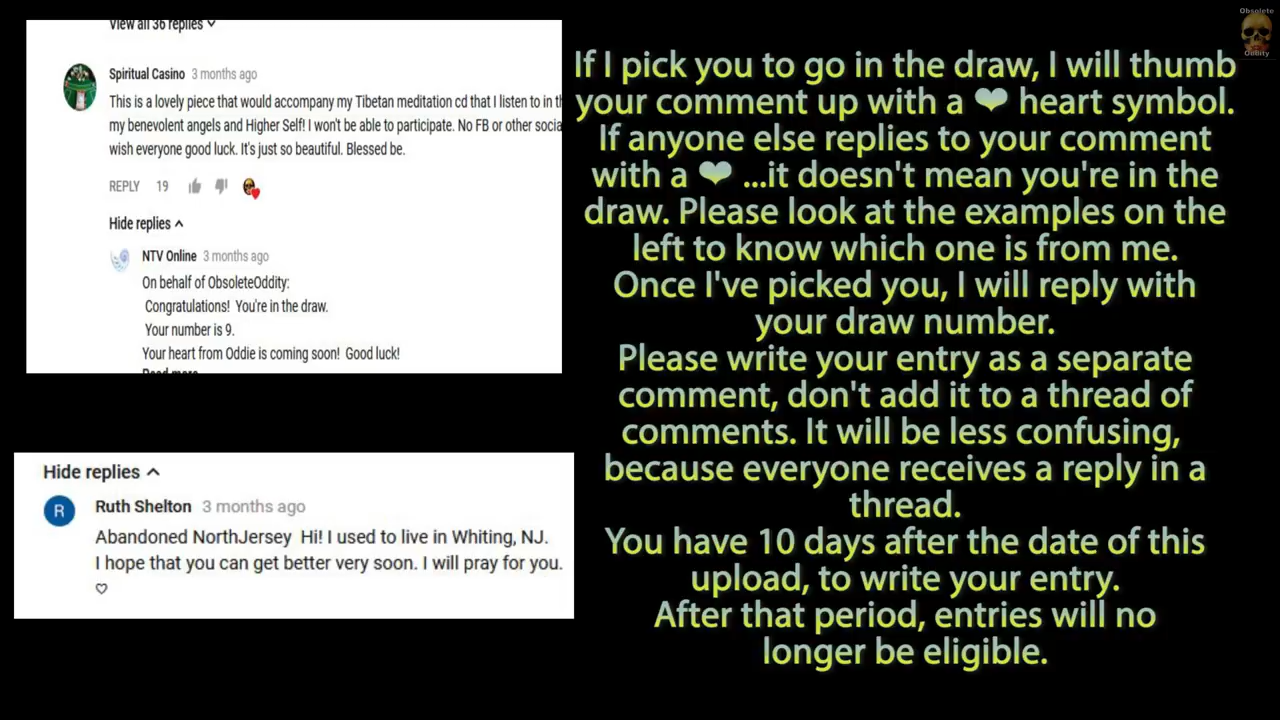 View all 36 replies
Spiritual Casino 3 months ago
This is a lovely piece that would accompany my Tibetan meditation cd that I listen to in th
my benevolent angels and Higher Self! I won't be able to participate. No FB or other socia
wish everyone good luck. It's just so beautiful. Blessed be.
REPLY 19
Hide replies
NTV Online 3 months ago
On behalf of ObsoleteOddity:
Congratulations! You're in the draw.
Your number is 9.
Your heart from Oddie is coming soon! Good luck!
Read more
Hide replies
R
Ruth Shelton 3 months ago
Abandoned NorthJersey Hi! I used to live in Whiting, NJ.
I hope that you can get better very soon. I will pray for you.
♡
Obsolete
Oddity
If I pick you to go in the draw, I will thumb
your comment up with a ❤ heart symbol.
If anyone else replies to your comment
with a ❤ ...it doesn't mean you're in the
draw. Please look at the examples on the
left to know which one is from me.
Once I've picked you, I will reply with
your draw number.
Please write your entry as a separate
comment, don't add it to a thread of
comments. It will be less confusing,
because everyone receives a reply in a
thread.
You have 10 days after the date of this
upload, to write your entry.
After that period, entries will no
longer be eligible.